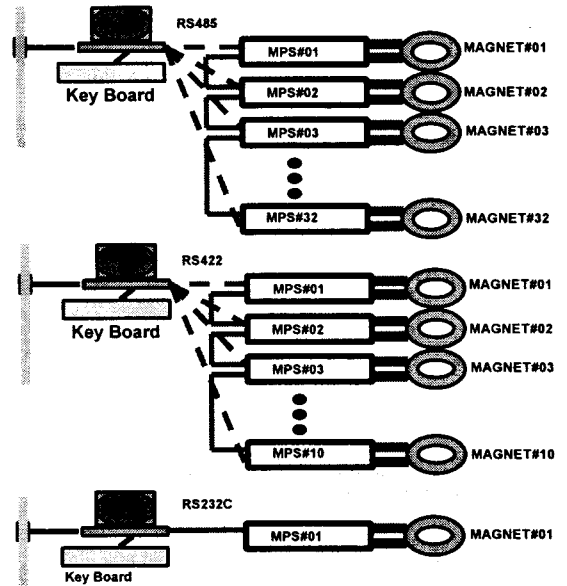 RS485
MPS#01 MAGNET#01
Key Board
MPS#02 MAGNET#02
MPS#03 MAGNET#03
MPS#32 MAGNET#32
RS422
MPS#01 MAGNET#01
Key Board
MPS#02 MAGNET#02
MPS#03 MAGNET#03
MPS#10 MAGNET#10
RS232C
MPS#01 MAGNET#01
Key Board